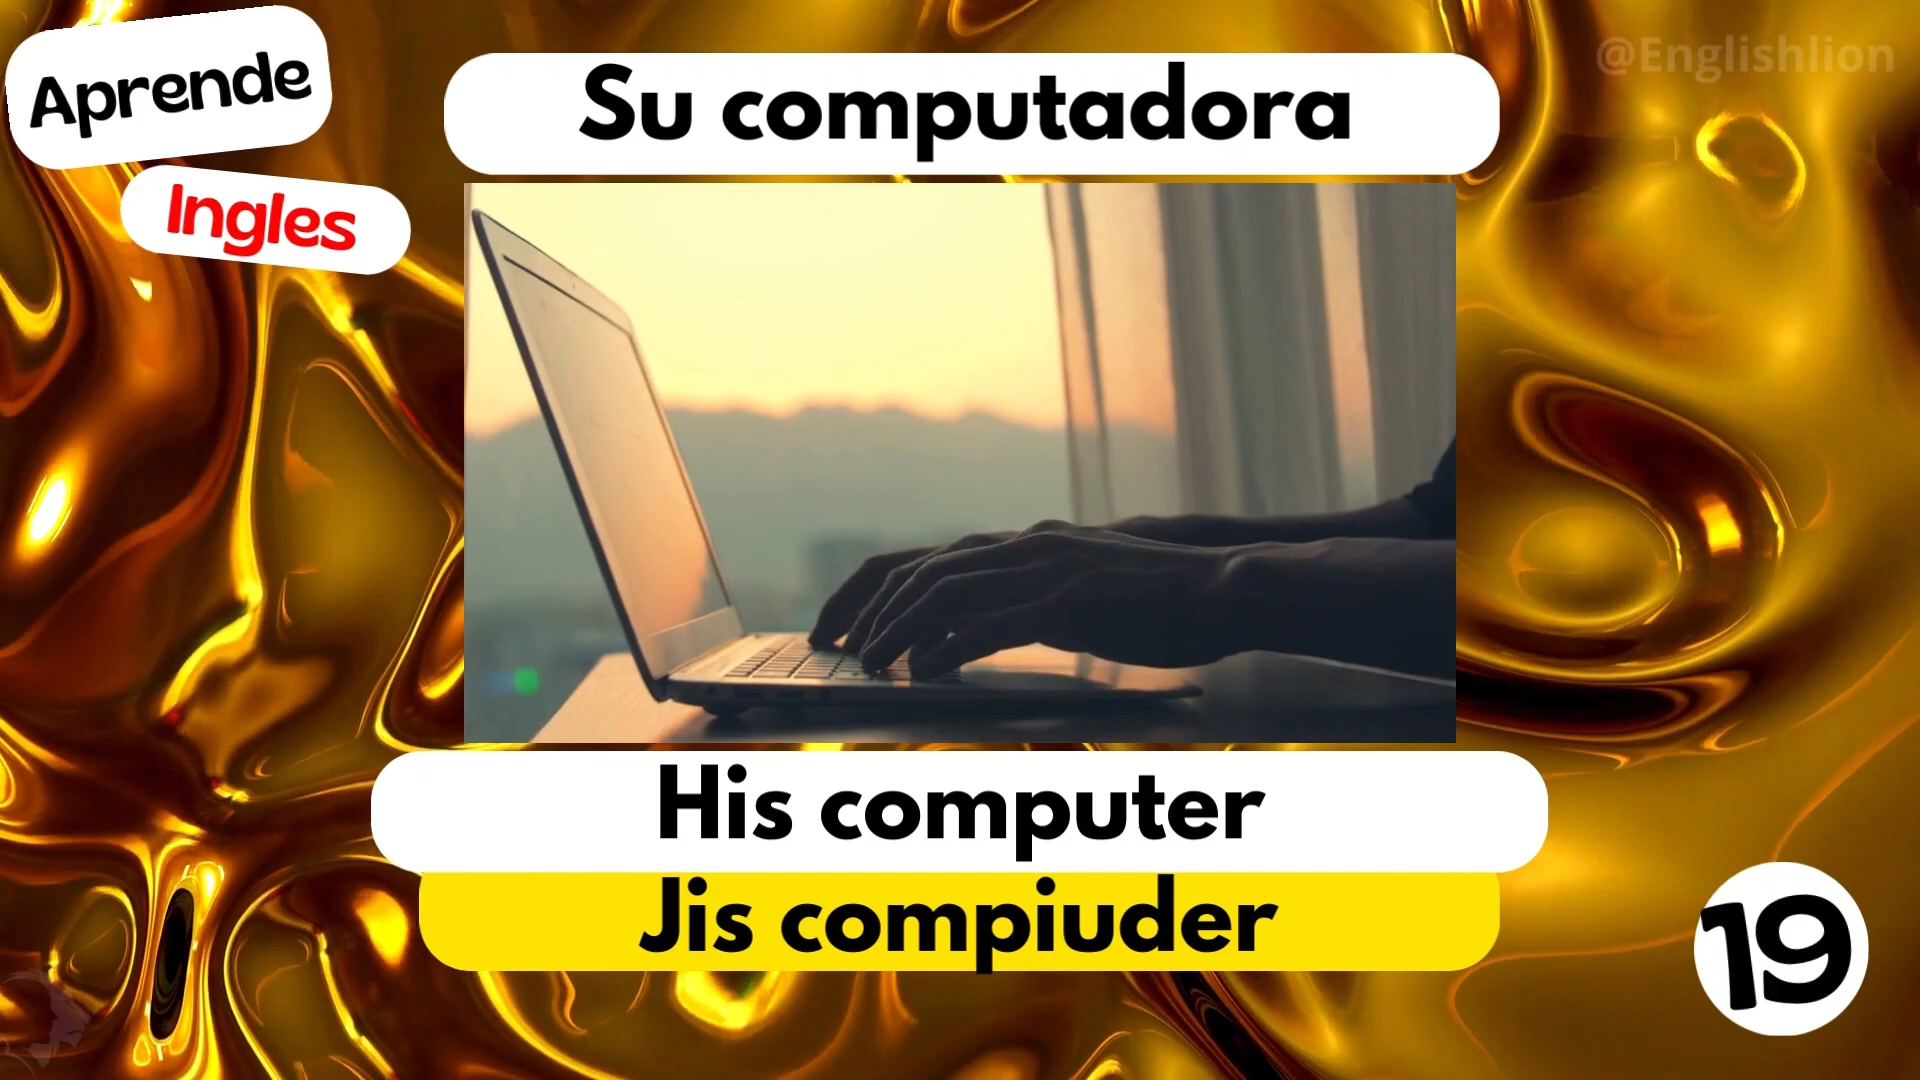 Aprende
Ingles
@Englishlion
Su computadora
His computer
Jis compiuder
19